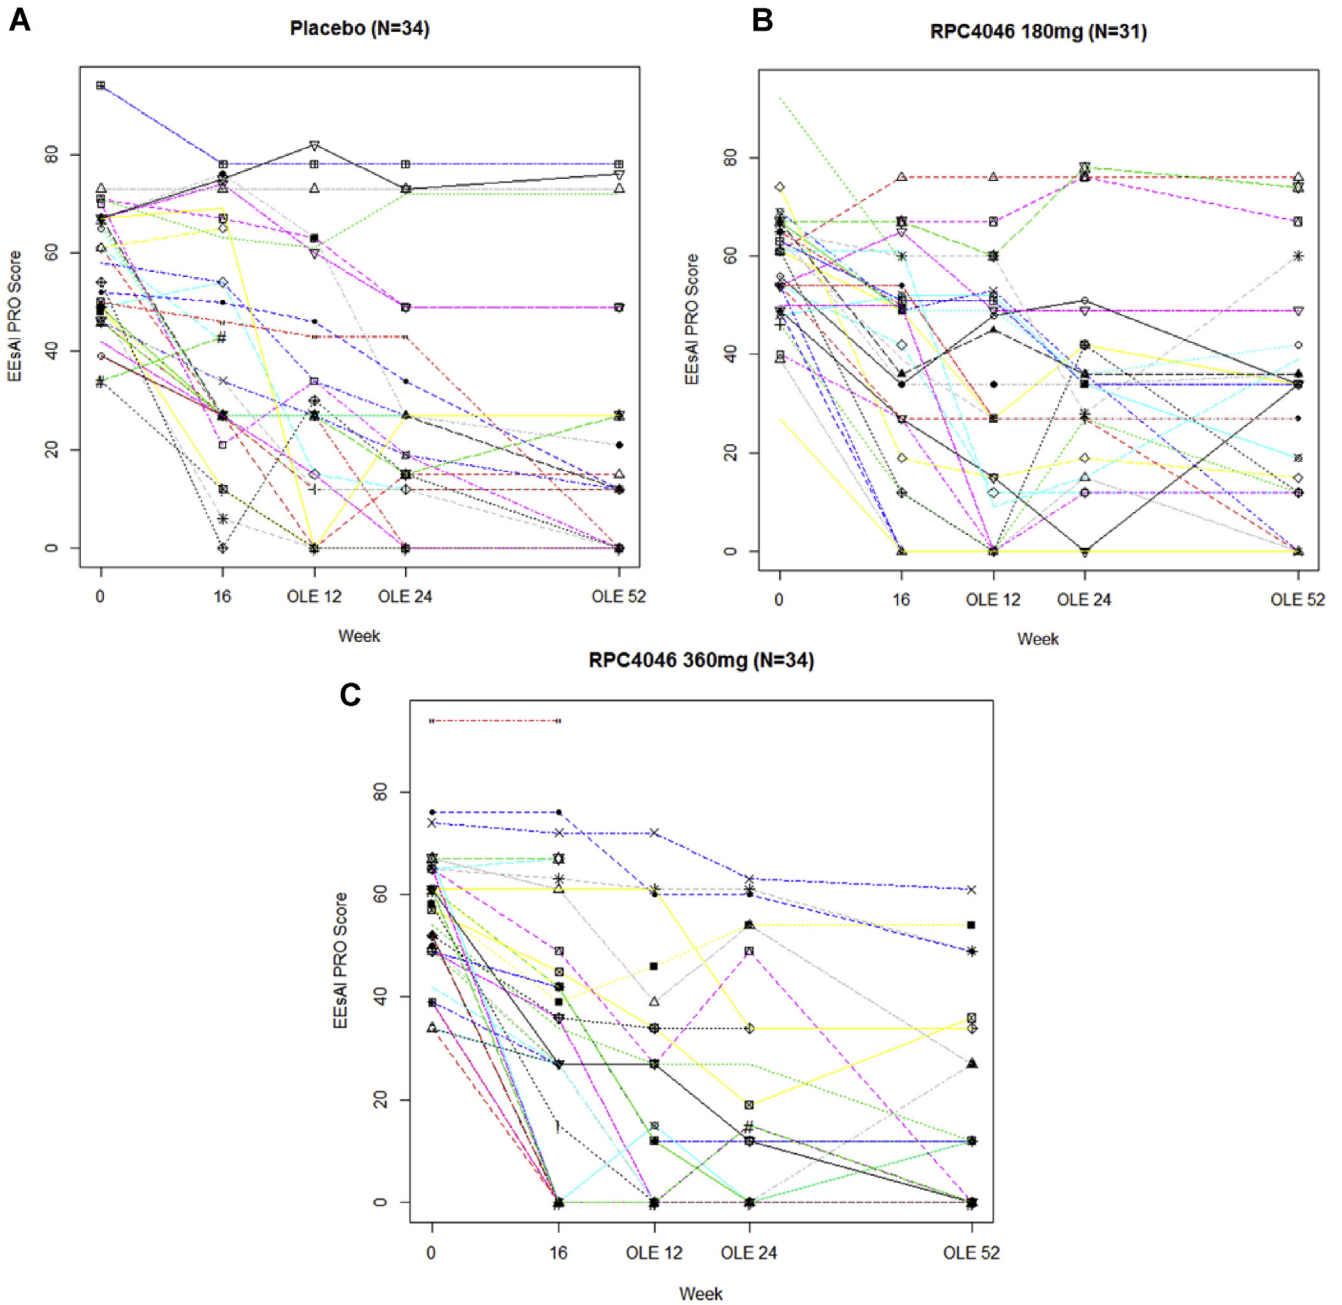 A
Placebo (N=34)
EEsAI PRO Score
80
60
40
20
0
0 16 OLE 12 OLE 24 OLE 52
Week
B
RPC4046 180mg (N=31)
EEsAI PRO Score
80
60
40
20
0
0 16 OLE 12 OLE 24 OLE 52
Week
C
RPC4046 360mg (N=34)
EEsAI PRO Score
80
60
40
20
0
0 16 OLE 12 OLE 24 OLE 52
Week